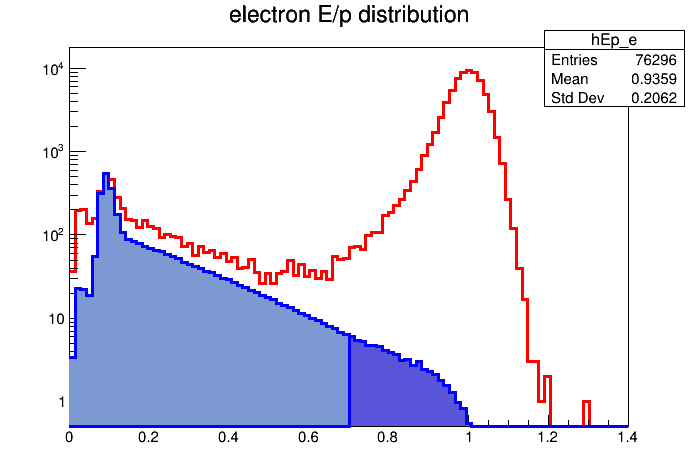 electron E/p distribution
hEp_e
Entries 76296
Mean 0.9359
Std Dev 0.2062
10⁴
10³
10²
10
1
0 0.2 0.4 0.6 0.8 1 1.2 1.4